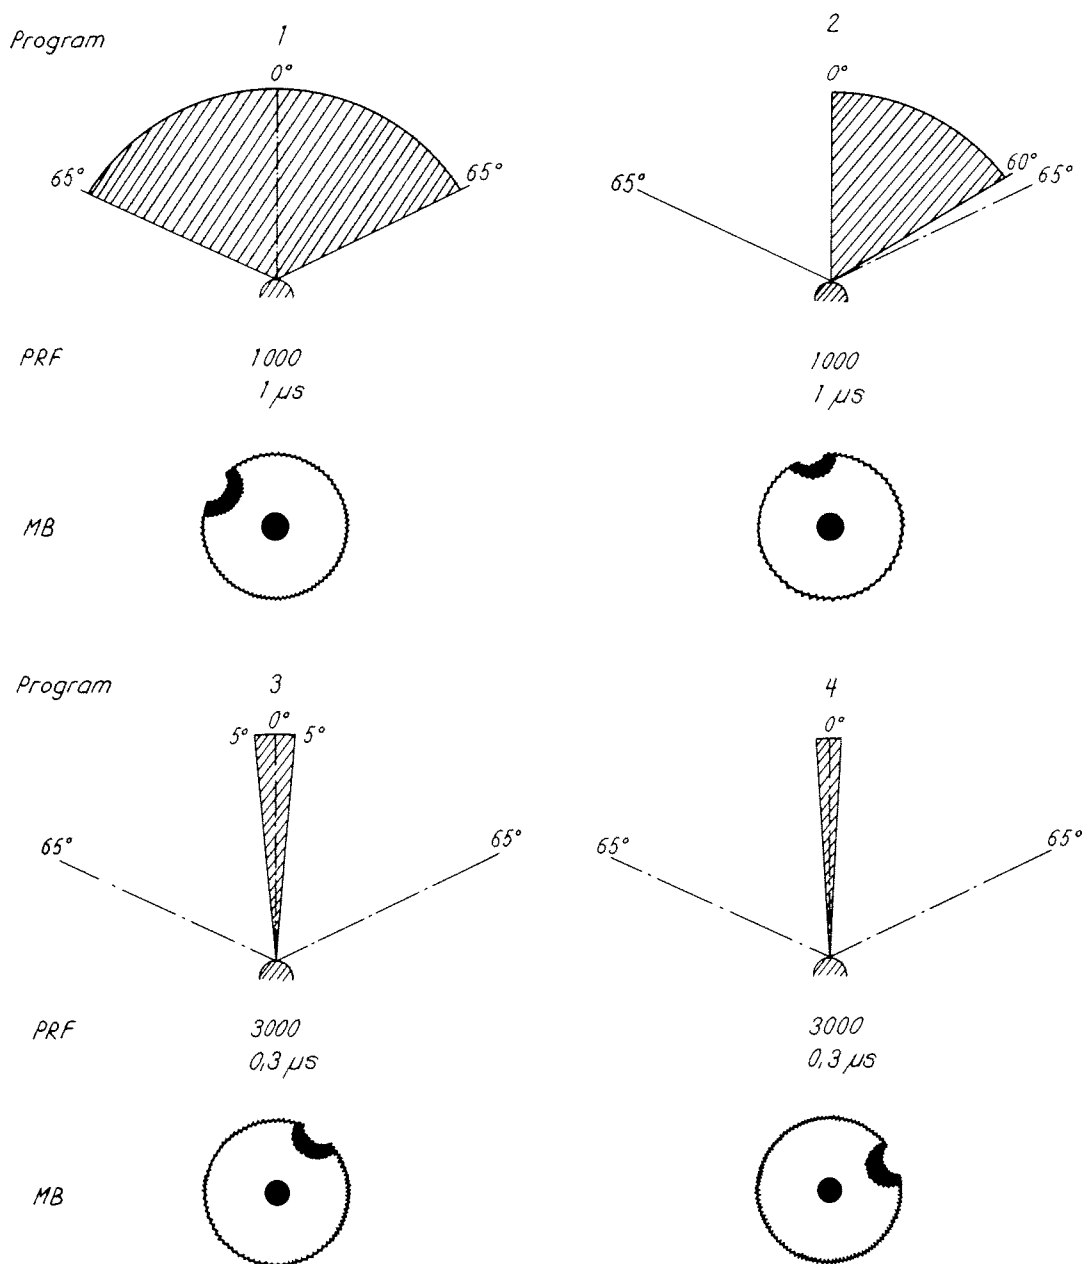 Program 1 2
0° 0°
65° 65° 65° 60° 65°
PRF 1000 1000
1 µs 1 µs
MB
Program 3 4
5° 0° 5° 0°
65° 65° 65° 65°
PRF 3000 3000
0,3 µs 0,3 µs
MB